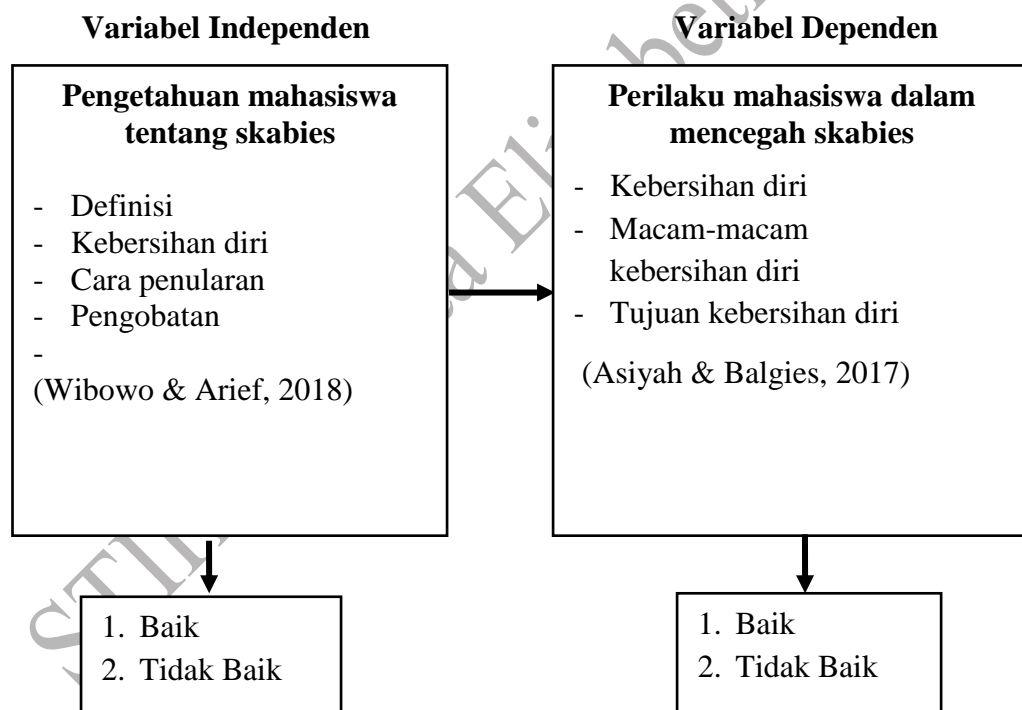 Variabel Independen
Variabel Dependen
Pengetahuan mahasiswa
tentang skabies
- Definisi
- Kebersihan diri
- Cara penularan
- Pengobatan
-
(Wibowo & Arief, 2018)
Perilaku mahasiswa dalam
mencegah skabies
- Kebersihan diri
- Macam-macam
kebersihan diri
- Tujuan kebersihan diri
(Asiyah & Balgies, 2017)
1. Baik
2. Tidak Baik
1. Baik
2. Tidak Baik